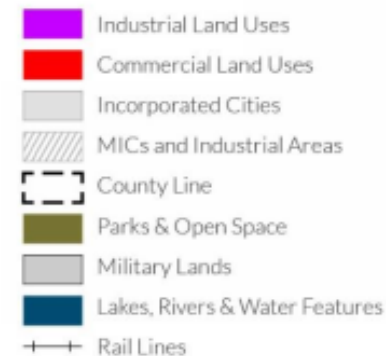 Industrial Land Uses
Commercial Land Uses
Incorporated Cities
MICs and Industrial Areas
County Line
Parks & Open Space
Military Lands
Lakes, Rivers & Water Features
Rail Lines